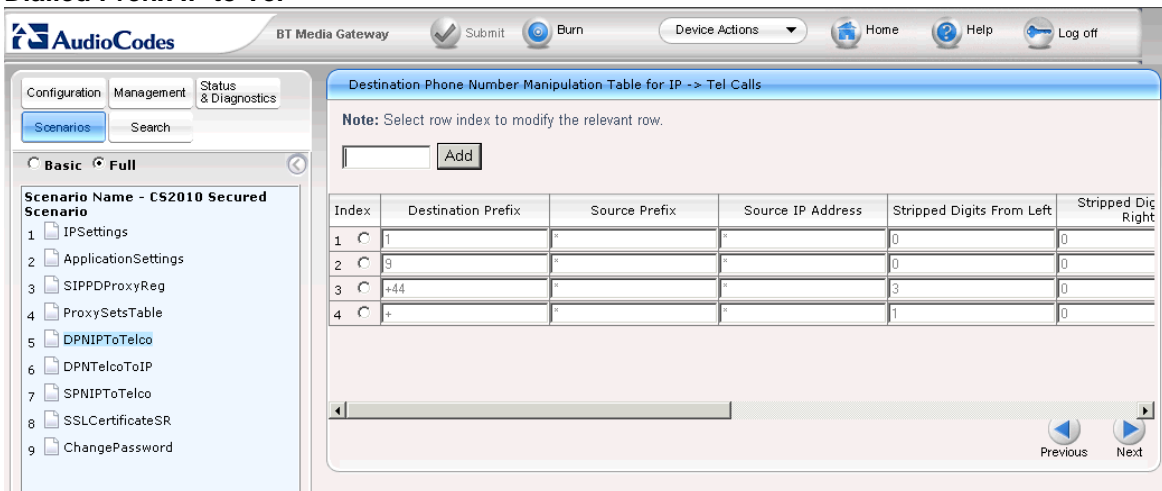 Dialled Prefix IP to Tel
AudioCodes
BT Media Gateway
Submit
Burn
Device Actions
Home
Help
Log off
Configuration
Management
Status
& Diagnostics
Scenarios
Search
Basic Full
Scenario Name - CS2010 Secured
Scenario
1 IPSettings
2 ApplicationSettings
3 SIPPDProxyReg
4 ProxySetsTable
5 DPNIPToTelco
6 DPNTelcoToIP
7 SPNIPToTelco
8 SSLCertificateSR
9 ChangePassword
Destination Phone Number Manipulation Table for IP -> Tel Calls
Note: Select row index to modify the relevant row.
Add
Index Destination Prefix Source Prefix Source IP Address Stripped Digits From Left Stripped Dig
Right
1 1 * * 0 0
2 9 * * 0 0
3 +44 * * 3 0
4 + * * 1 0
Previous Next